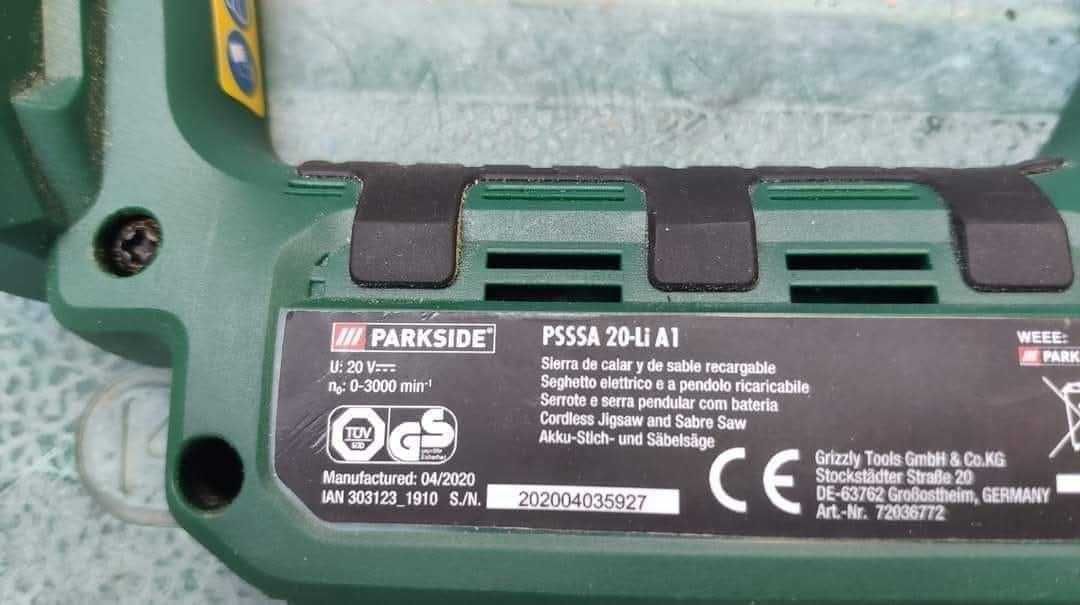 PARKSIDE®
U: 20 V⎓
n₀: 0-3000 min⁻¹
TÜV
SÜD
GS
geprüfte
Sicherheit
Manufactured: 04/2020
IAN 303123_1910 S./N. 202004035927
PSSSA 20-Li A1
Sierra de calar y de sable recargable
Seghetto elettrico e a pendolo ricaricabile
Serrote e serra pendular com bateria
Cordless Jigsaw and Sabre Saw
Akku-Stich- und Säbelsäge
CE
Grizzly Tools GmbH & Co.KG
Stockstädter Straße 20
DE-63762 Großostheim, GERMANY
Art.-Nr. 72036772
WEEE:
PARK